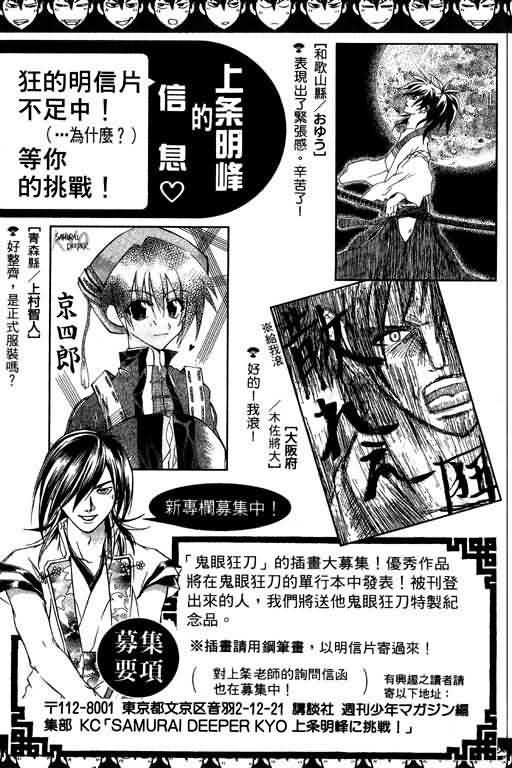 上条明峰
的
信息♡
狂的明信片
不足中！
（…為什麼？）
等你
的挑戰！
［和歌山縣／おゆう］
表現出了緊張感。辛苦了！
SAMURAI
DEEPER
京四郎
［青森縣／上村智人］
好整齊，是正式服裝嗎？
散れェ
狂
※給我滾
［大阪府
／木佐將大］
好的！我滾！
新專欄募集中！
「鬼眼狂刀」的插畫大募集！優秀作品
將在鬼眼狂刀的單行本中發表！被刊登
出來的人，我們將送他鬼眼狂刀特製紀
念品。
※插畫請用鋼筆畫，以明信片寄過來！
（對上条老師的詢問信函
也在募集中！）
有興趣之讀者請
寄以下地址：
募集
要項
〒112-8001 東京都文京区音羽2-12-21 講談社 週刊少年マガジン編
集部 KC「SAMURAI DEEPER KYO 上条明峰に挑戰！」